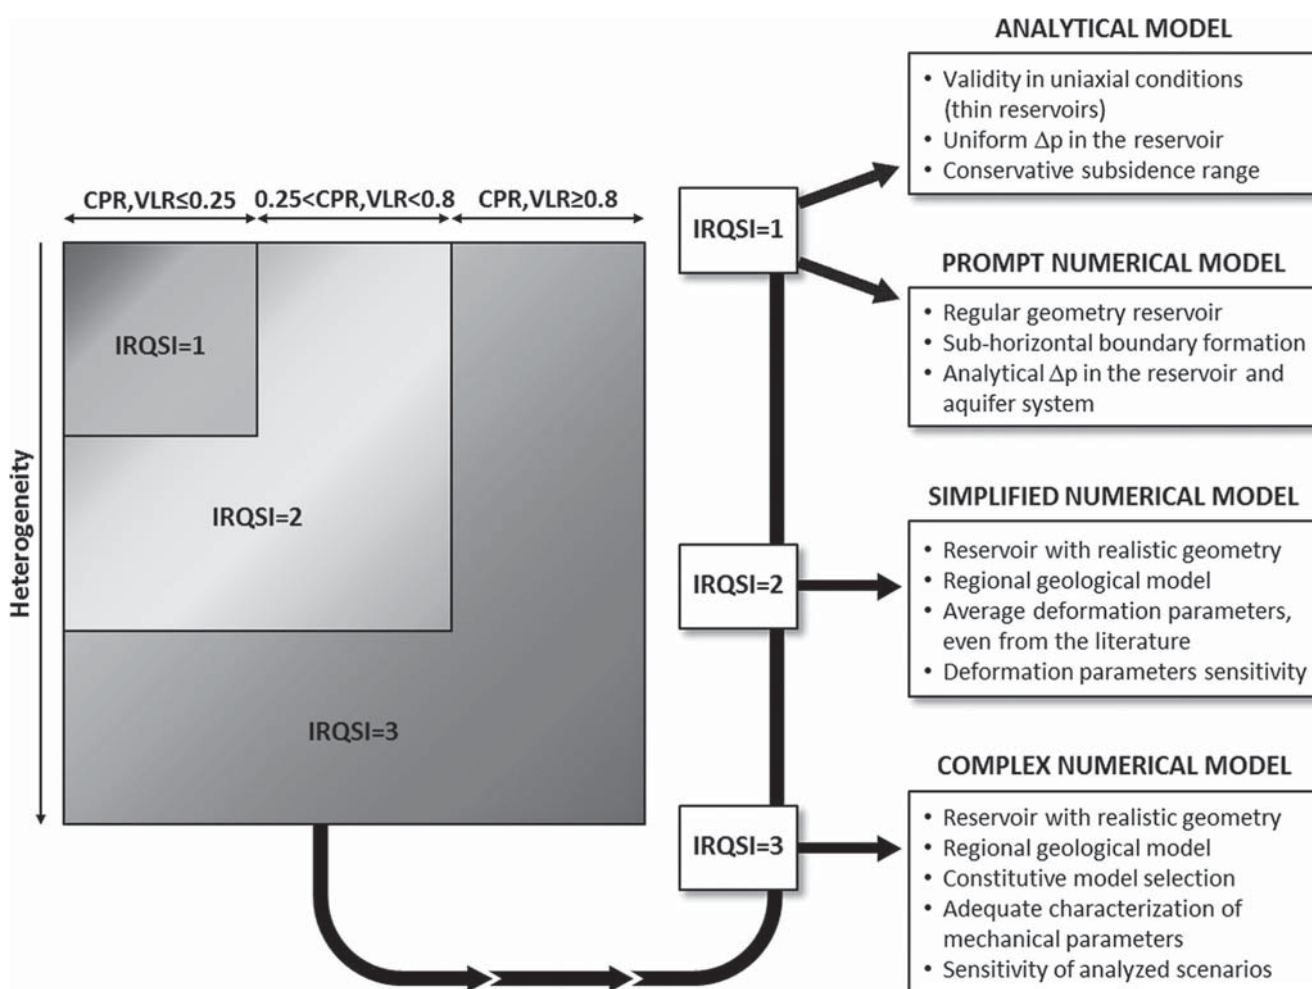 CPR,VLR≤0.25
0.25<CPR,VLR<0.8
CPR,VLR≥0.8
Heterogeneity
IRQSI=1
IRQSI=2
IRQSI=3
IRQSI=1
IRQSI=2
IRQSI=3
ANALYTICAL MODEL
• Validity in uniaxial conditions
(thin reservoirs)
• Uniform Δp in the reservoir
• Conservative subsidence range
PROMPT NUMERICAL MODEL
• Regular geometry reservoir
• Sub-horizontal boundary formation
• Analytical Δp in the reservoir and
aquifer system
SIMPLIFIED NUMERICAL MODEL
• Reservoir with realistic geometry
• Regional geological model
• Average deformation parameters,
even from the literature
• Deformation parameters sensitivity
COMPLEX NUMERICAL MODEL
• Reservoir with realistic geometry
• Regional geological model
• Constitutive model selection
• Adequate characterization of
mechanical parameters
• Sensitivity of analyzed scenarios